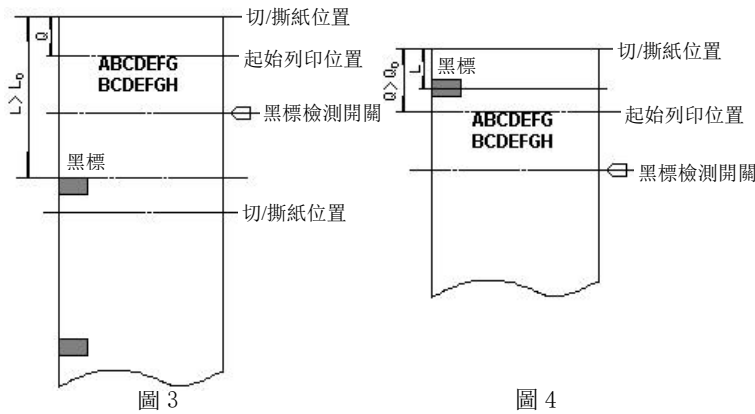 切/撕紙位置
Q
起始列印位置
ABCDEFG
BCDEFGH
L > L₀
黑標檢測開關
黑標
切/撕紙位置
圖 3
切/撕紙位置
黑標
L
Q > Q₀
起始列印位置
ABCDEFG
BCDEFGH
黑標檢測開關
圖 4